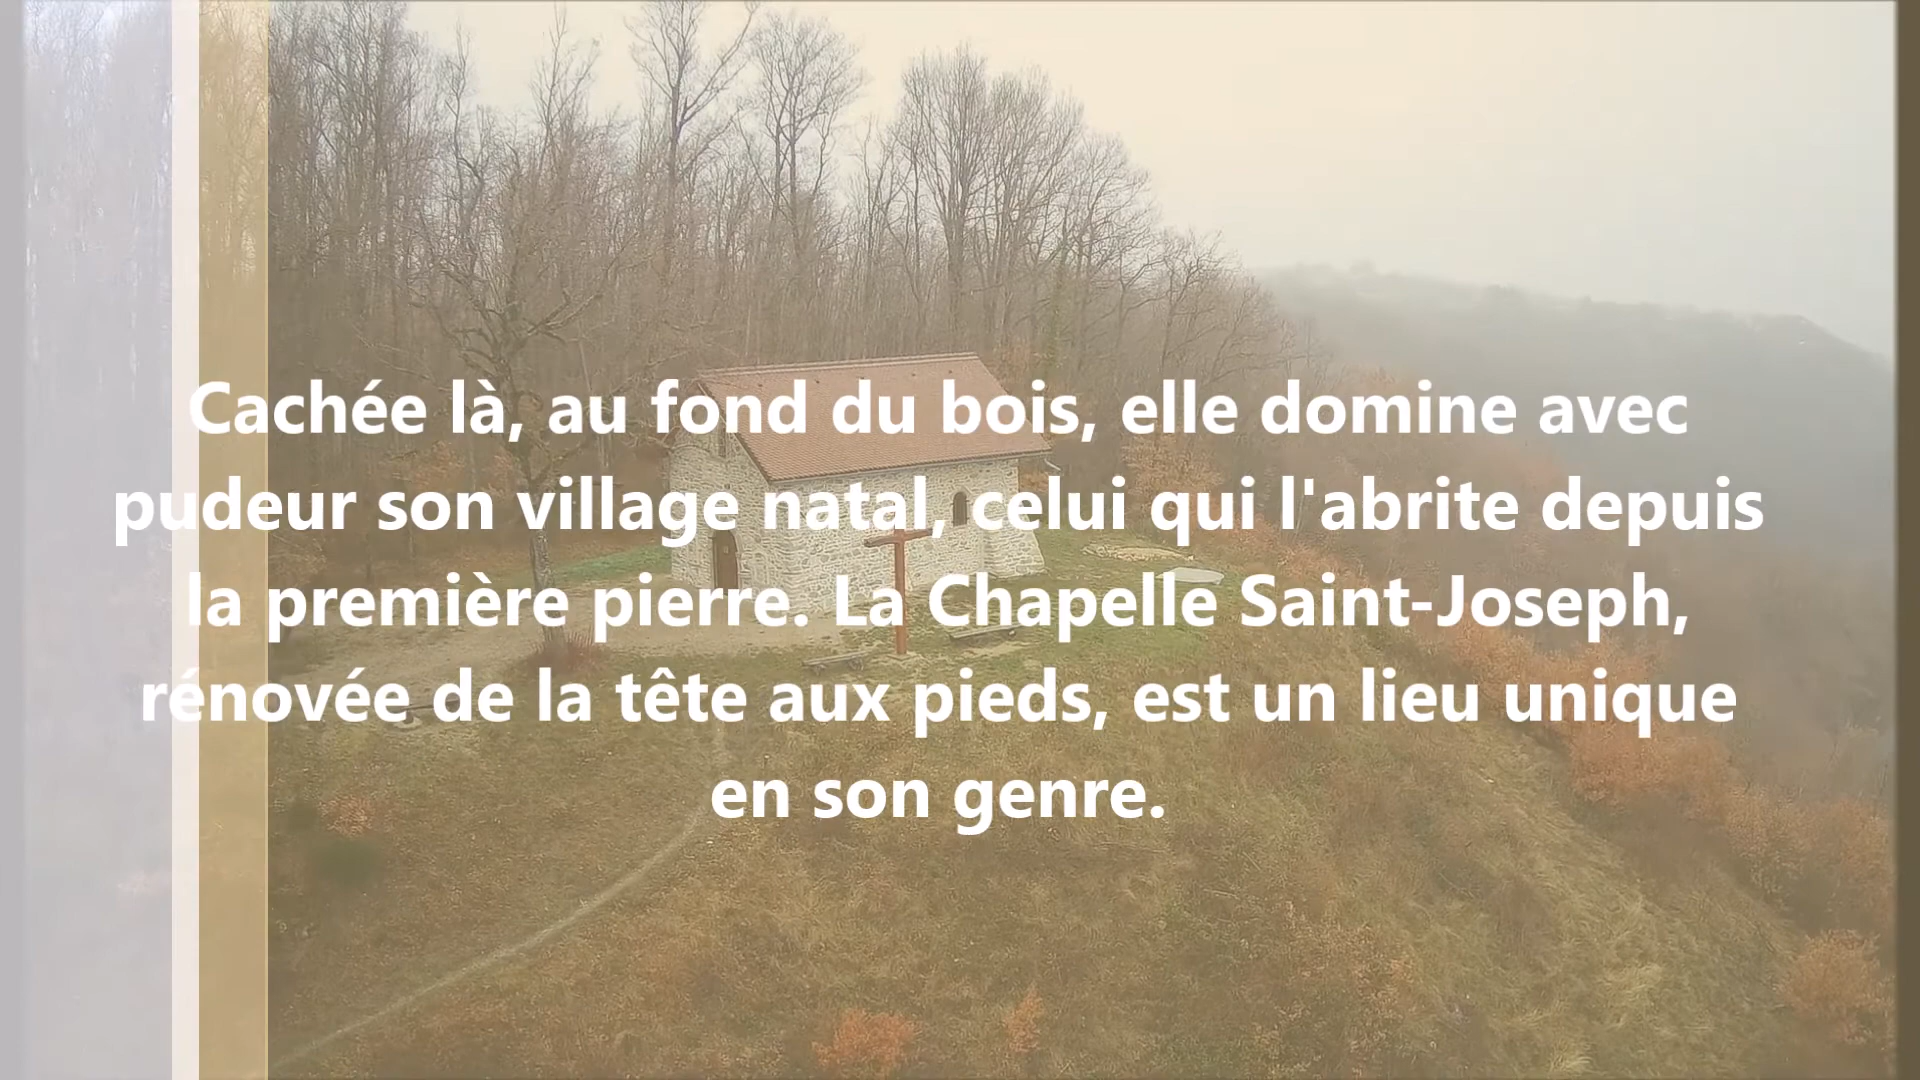 Cachée là, au fond du bois, elle domine avec
pudeur son village natal, celui qui l'abrite depuis
la première pierre. La Chapelle Saint-Joseph,
rénovée de la tête aux pieds, est un lieu unique
en son genre.